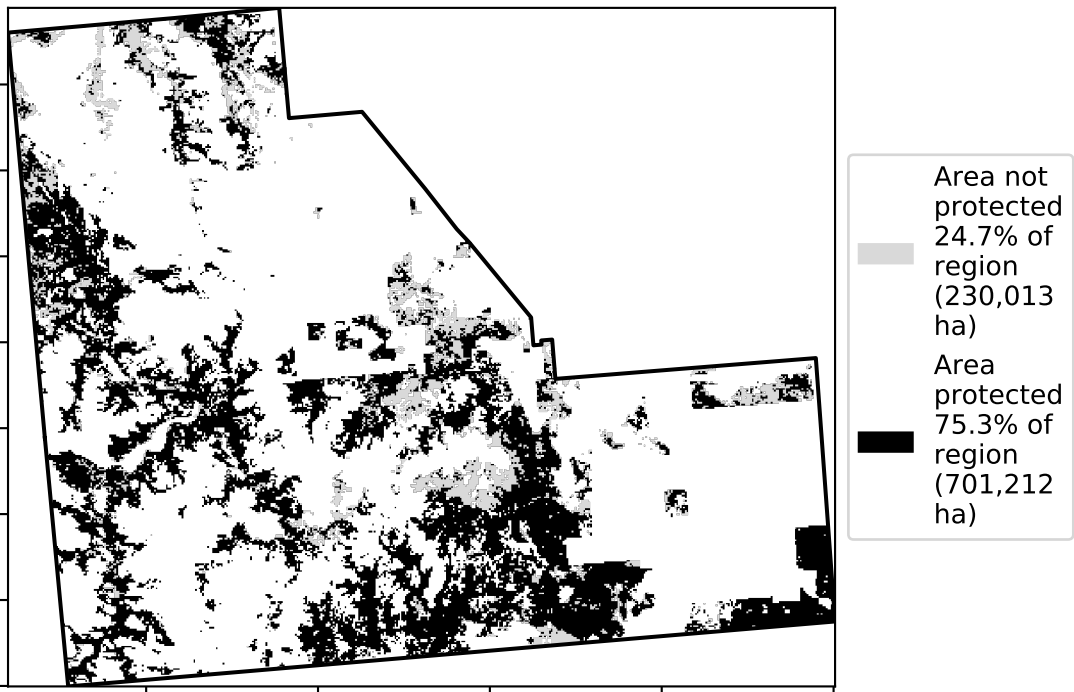 Area not
protected
24.7% of
region
(230,013
ha)
Area
protected
75.3% of
region
(701,212
ha)